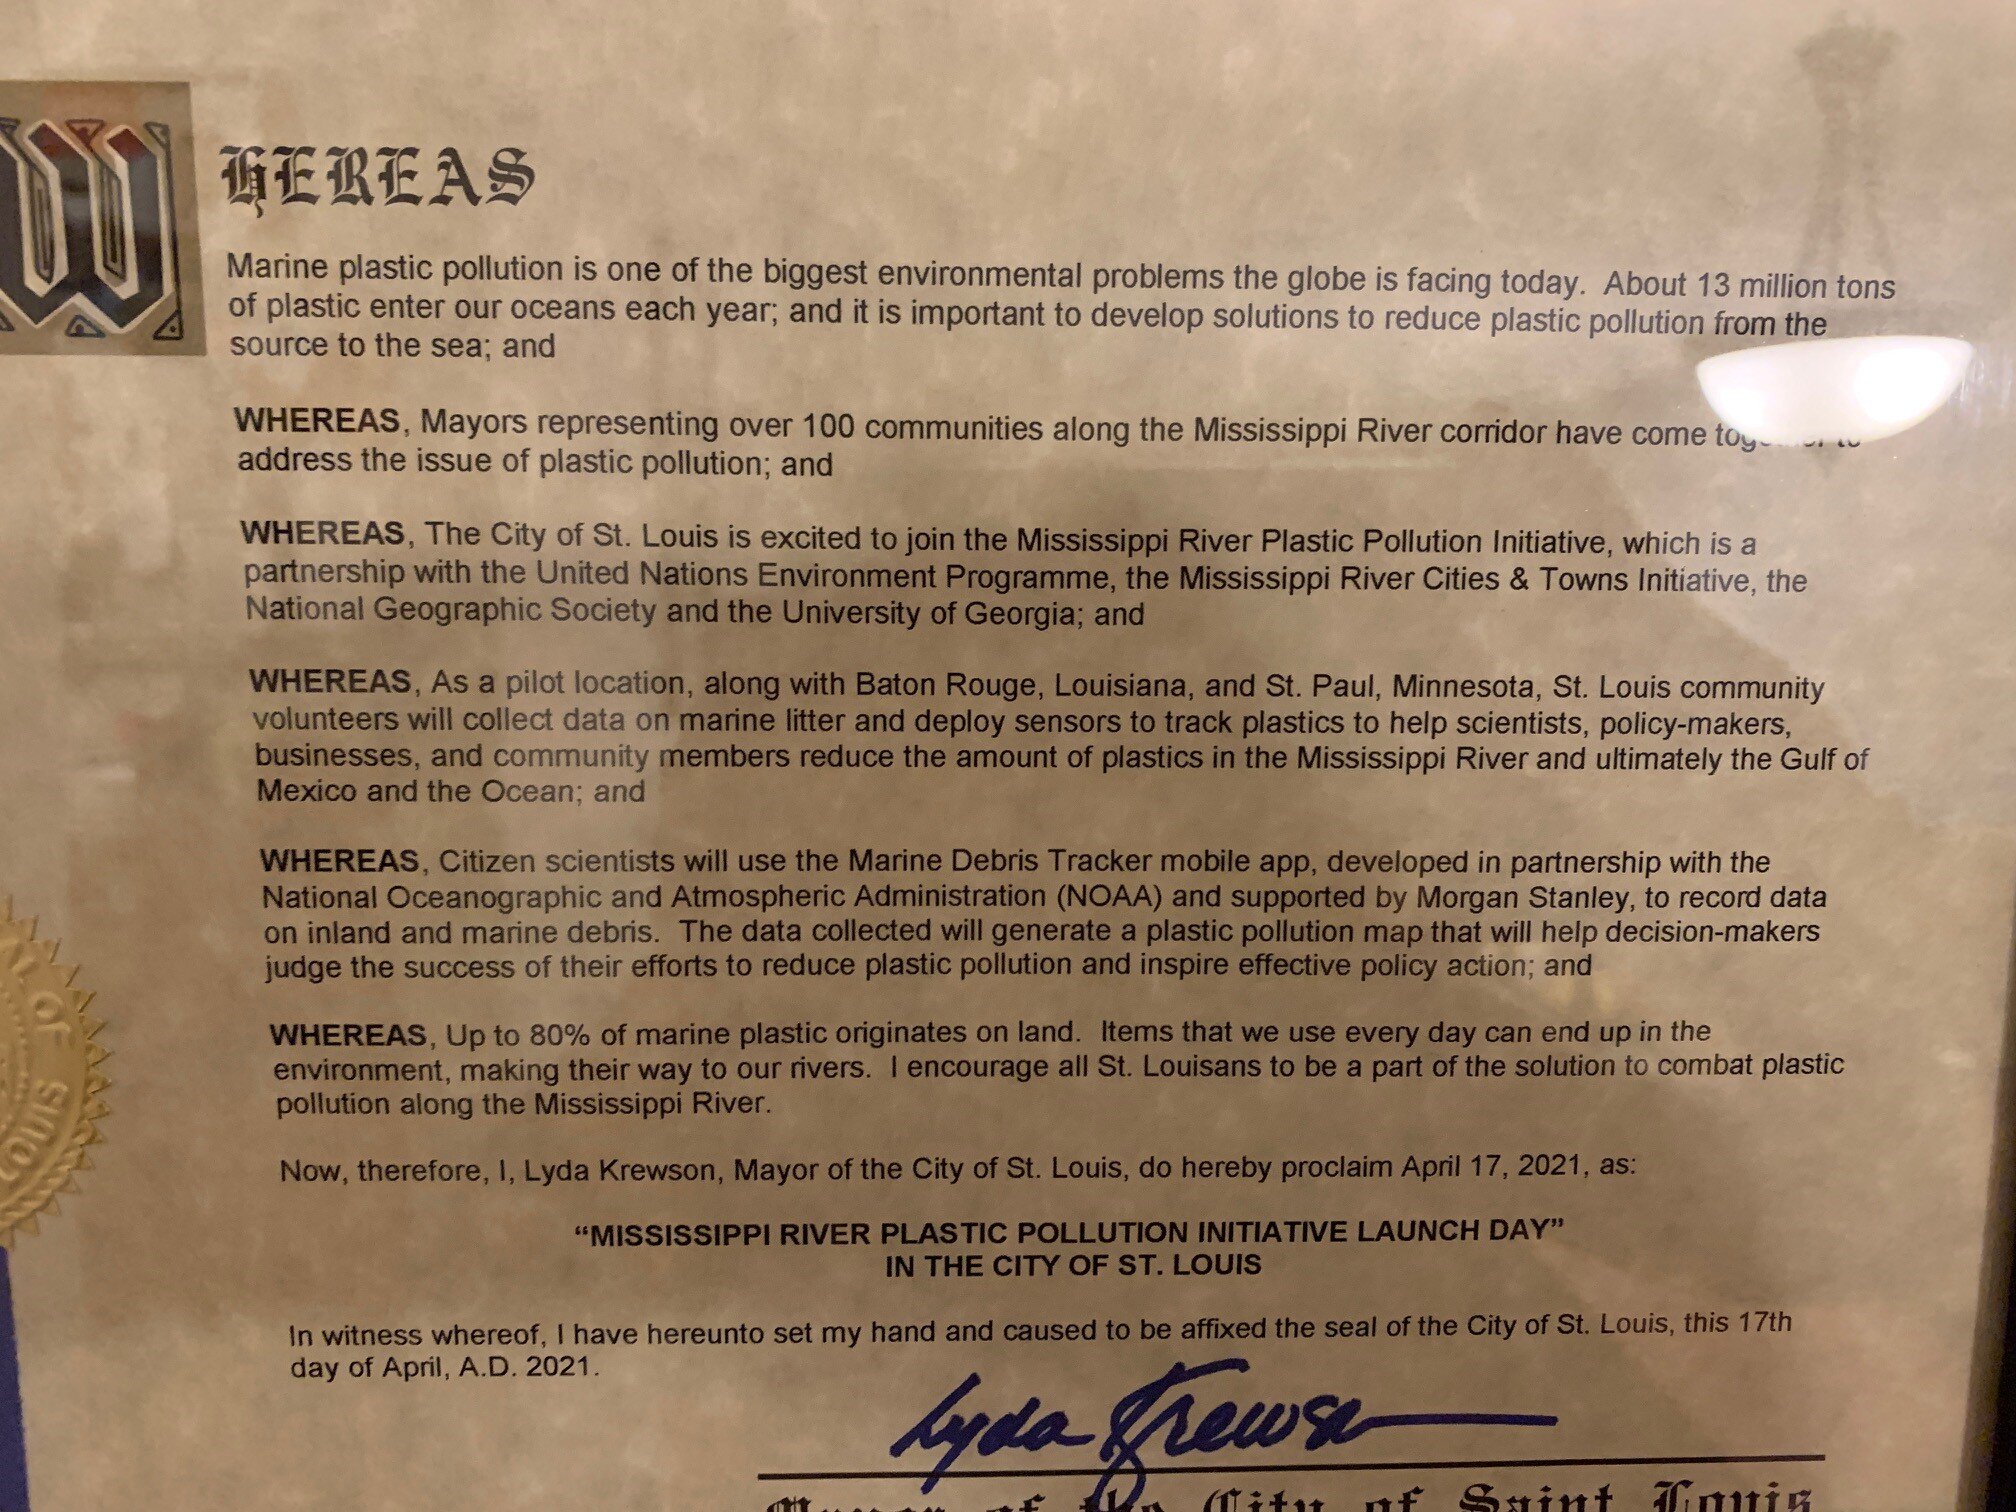 WHEREAS
Marine plastic pollution is one of the biggest environmental problems the globe is facing today.  About 13 million tons
of plastic enter our oceans each year; and it is important to develop solutions to reduce plastic pollution from the
source to the sea; and
WHEREAS, Mayors representing over 100 communities along the Mississippi River corridor have come
address the issue of plastic pollution; and
WHEREAS, The City of St. Louis is excited to join the Mississippi River Plastic Pollution Initiative, which is a
partnership with the United Nations Environment Programme, the Mississippi River Cities & Towns Initiative, the
National Geographic Society and the University of Georgia; and
WHEREAS, As a pilot location, along with Baton Rouge, Louisiana, and St. Paul, Minnesota, St. Louis community
volunteers will collect data on marine litter and deploy sensors to track plastics to help scientists, policy-makers,
businesses, and community members reduce the amount of plastics in the Mississippi River and ultimately the Gulf of
Mexico and the Ocean; and
WHEREAS, Citizen scientists will use the Marine Debris Tracker mobile app, developed in partnership with the
National Oceanographic and Atmospheric Administration (NOAA) and supported by Morgan Stanley, to record data
on inland and marine debris.  The data collected will generate a plastic pollution map that will help decision-makers
judge the success of their efforts to reduce plastic pollution and inspire effective policy action; and
WHEREAS, Up to 80% of marine plastic originates on land.  Items that we use every day can end up in the
environment, making their way to our rivers.  I encourage all St. Louisans to be a part of the solution to combat plastic
pollution along the Mississippi River.
Now, therefore, I, Lyda Krewson, Mayor of the City of St. Louis, do hereby proclaim April 17, 2021, as:
“MISSISSIPPI RIVER PLASTIC POLLUTION INITIATIVE LAUNCH DAY”
IN THE CITY OF ST. LOUIS
In witness whereof, I have hereunto set my hand and caused to be affixed the seal of the City of St. Louis, this 17th
day of April, A.D. 2021.
Lyda Krewson
Mayor of the City of Saint Louis
OF
LOUIS